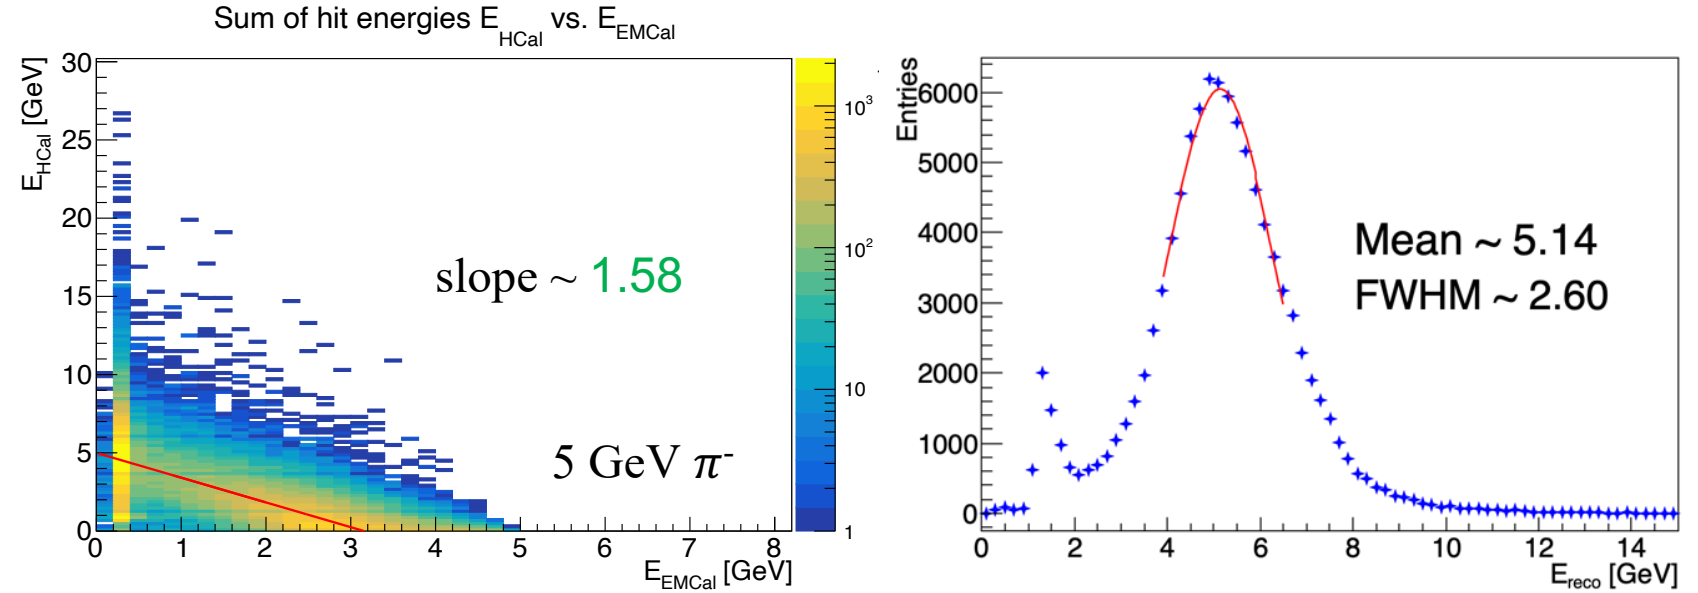 Sum of hit energies E_HCal vs. E_EMCal
E_HCal [GeV]
30
25
20
15
10
5
0
0 1 2 3 4 5 6 7 8
E_EMCal [GeV]
slope ~ 1.58
5 GeV π⁻
10³
10²
10
1
Entries
6000
5000
4000
3000
2000
1000
0
0 2 4 6 8 10 12 14
E_reco [GeV]
Mean ~ 5.14
FWHM ~ 2.60